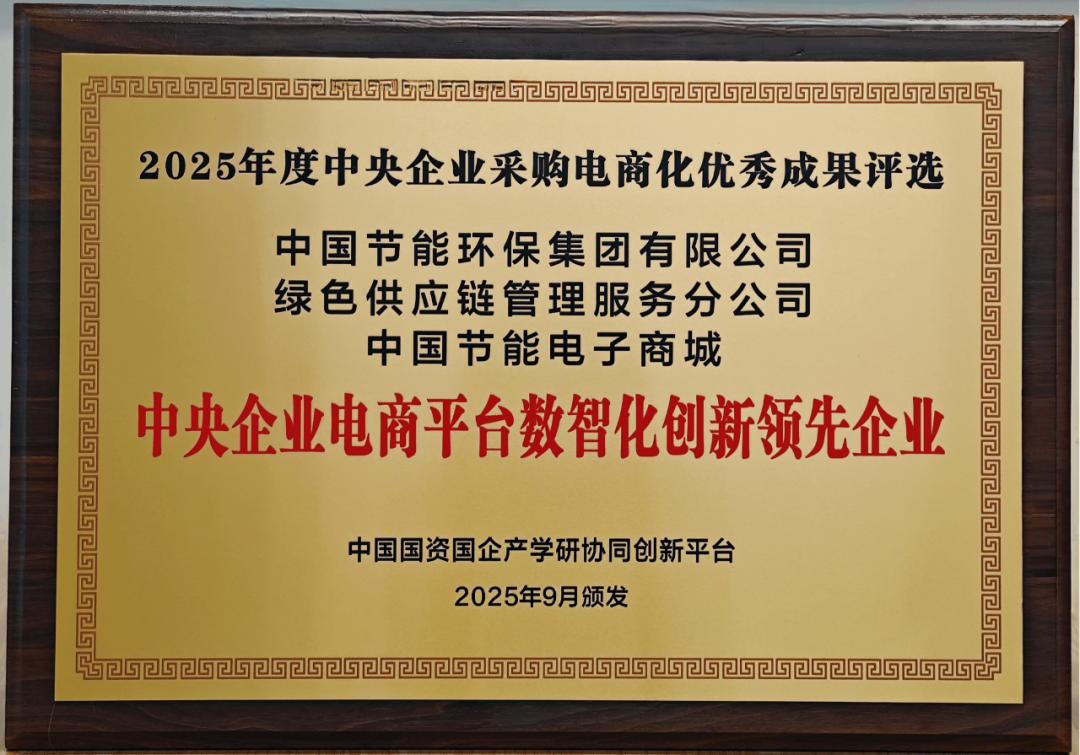 2025年度中央企业采购电商化优秀成果评选
中国节能环保集团有限公司
绿色供应链管理服务分公司
中国节能电子商城
中央企业电商平台数智化创新领先企业
中国国资国企产学研协同创新平台
2025年9月颁发